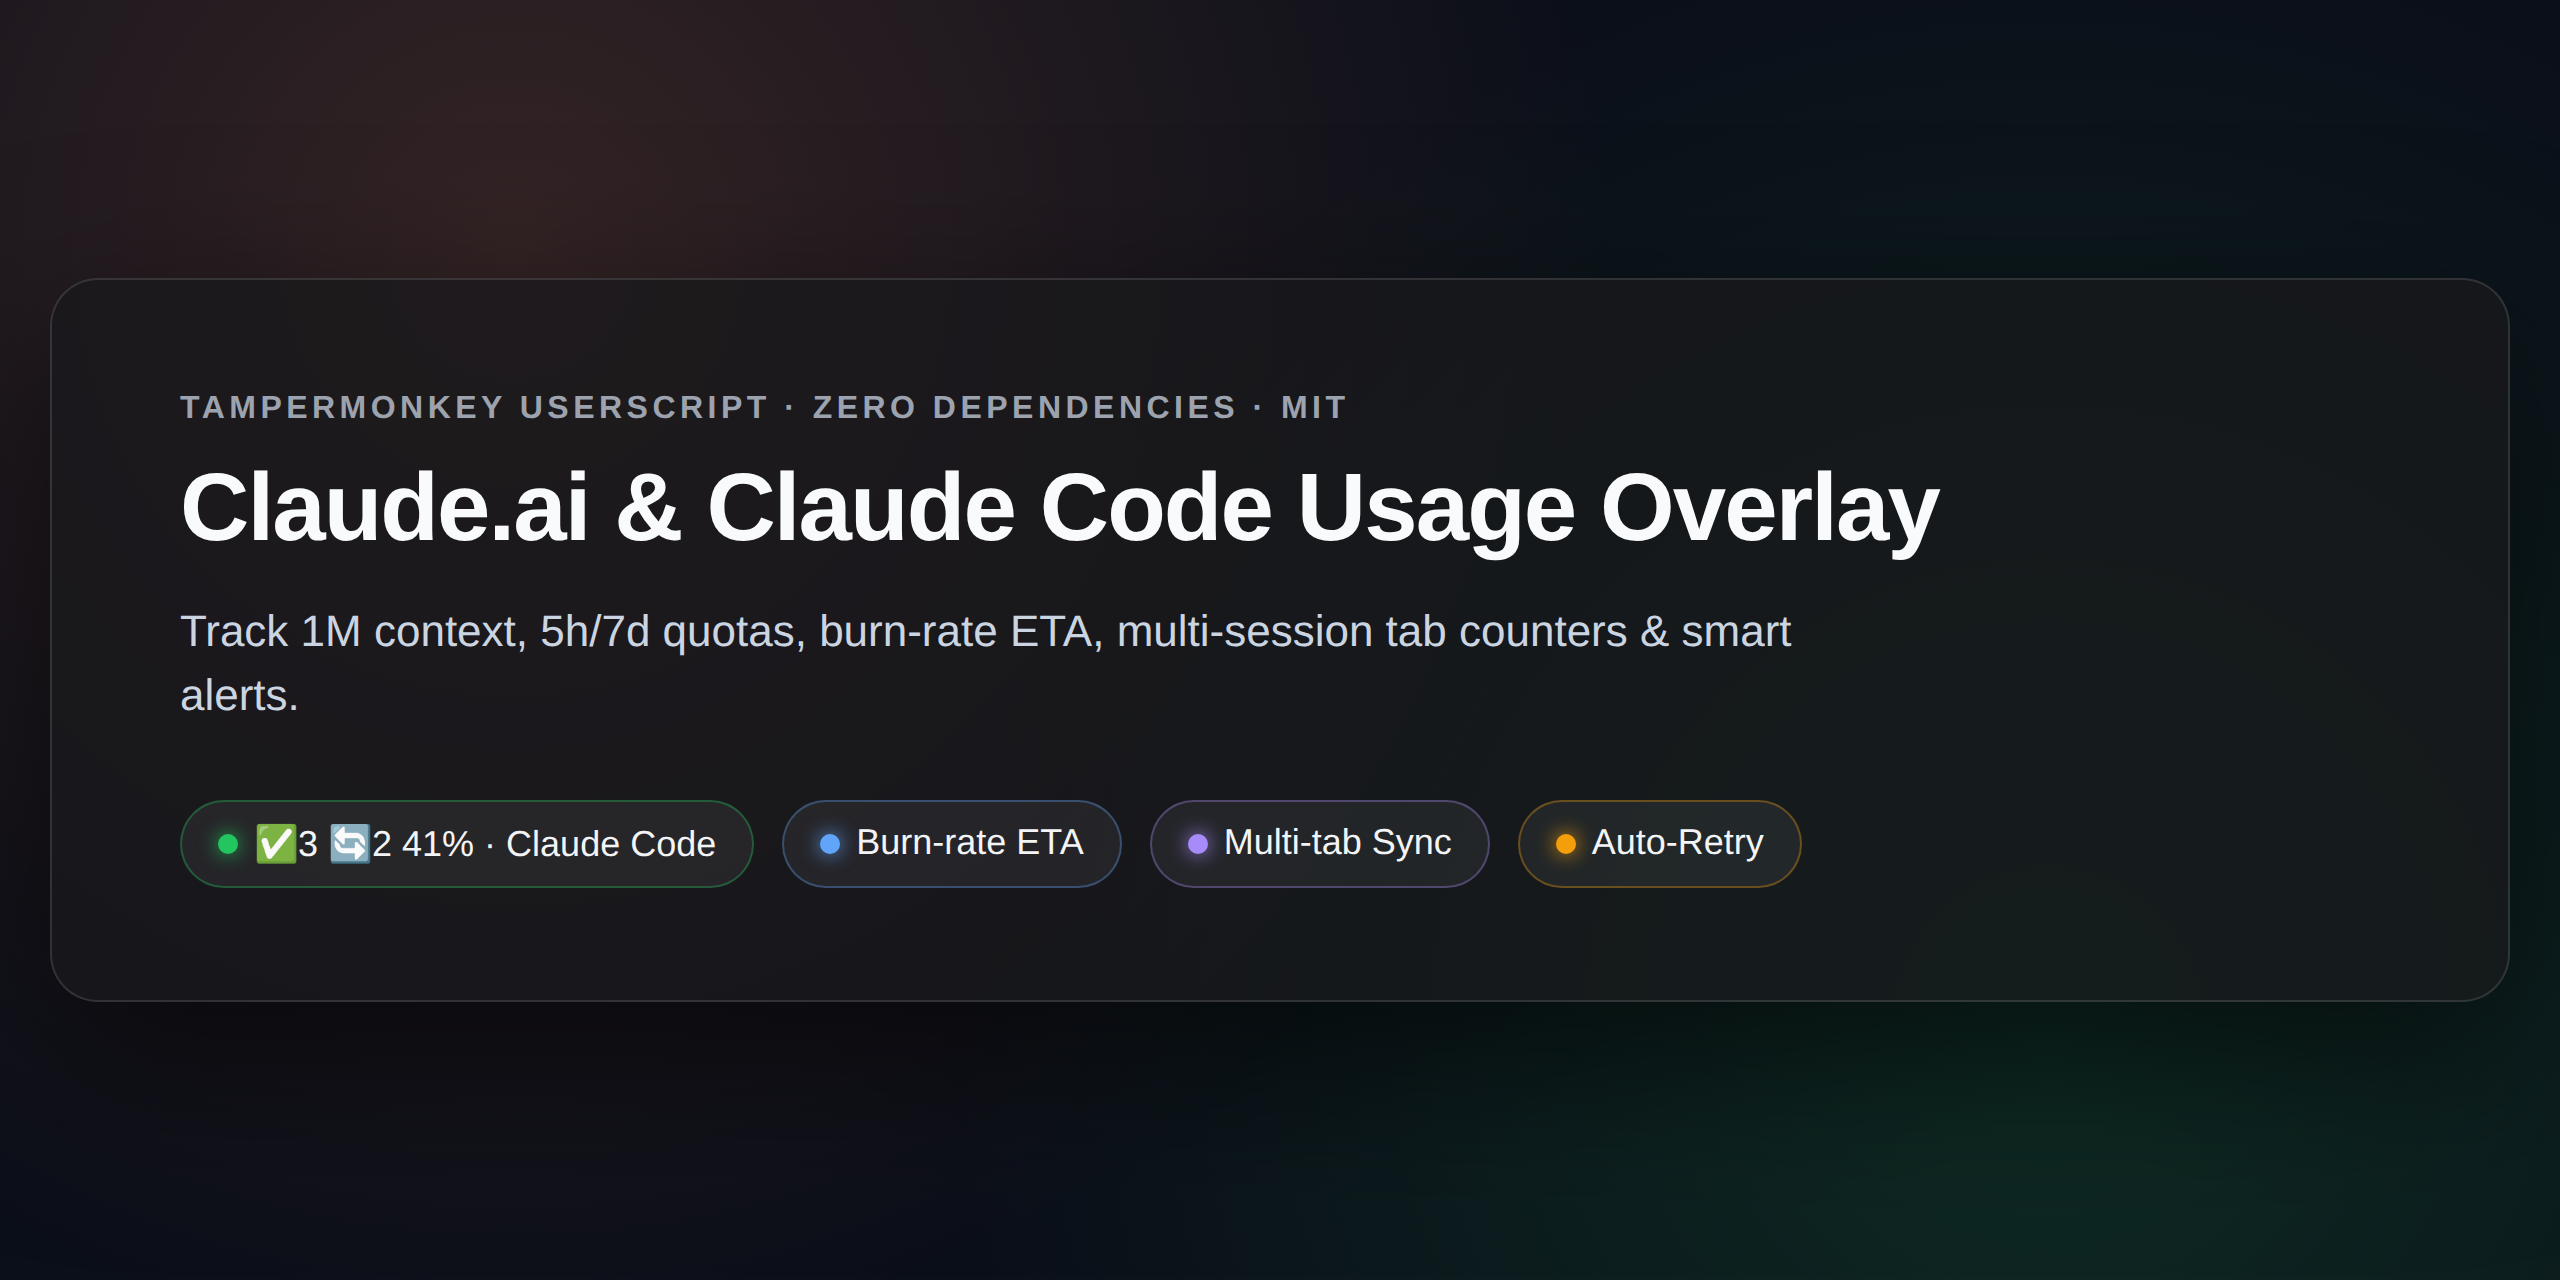 TAMPERMONKEY USERSCRIPT · ZERO DEPENDENCIES · MIT
Claude.ai & Claude Code Usage Overlay
Track 1M context, 5h/7d quotas, burn-rate ETA, multi-session tab counters & smart
alerts.
✅3 🔄2 41% · Claude Code
Burn-rate ETA
Multi-tab Sync
Auto-Retry